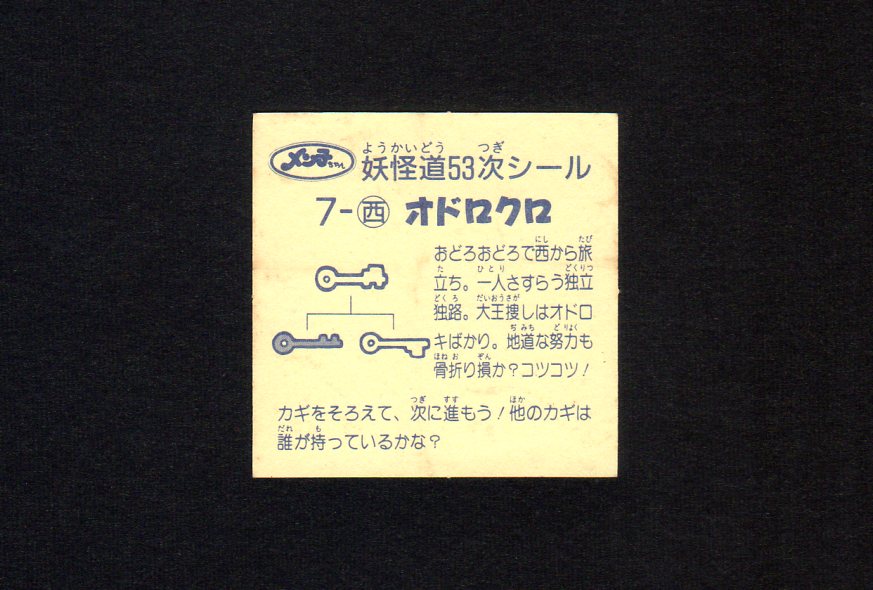 メン子ちゃん
妖怪道53次シール
ようかいどう つぎ
7-㊄ オドロクロ
おどろおどろで西から旅
にし たび
立ち。一人さすらう独立
た ひとり どくりつ
独路。大王捜しはオドロ
どくろ だいおうさが
キばかり。地道な努力も
ぢみち どりょく
骨折り損か？コツコツ！
ほねお ぞん
カギをそろえて、次に進もう！他のカギは
つぎ すす ほか
誰が持っているかな？
だれ も